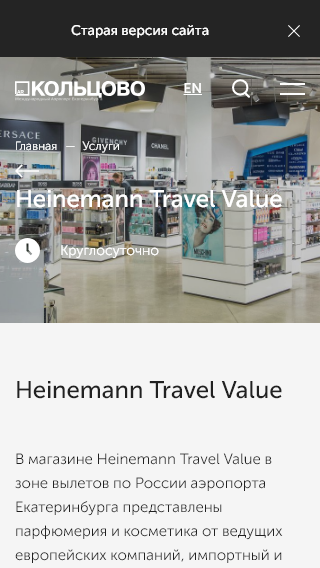 Старая версия сайта
КОЛЬЦОВО
EN
Главная — Услуги
VERSACE
GIVENCHY
CHANEL
Heinemann Travel Value
Круглосуточно
Heinemann Travel Value
В магазине Heinemann Travel Value в
зоне вылетов по России аэропорта
Екатеринбурга представлены
парфюмерия и косметика от ведущих
европейских компаний, импортный и